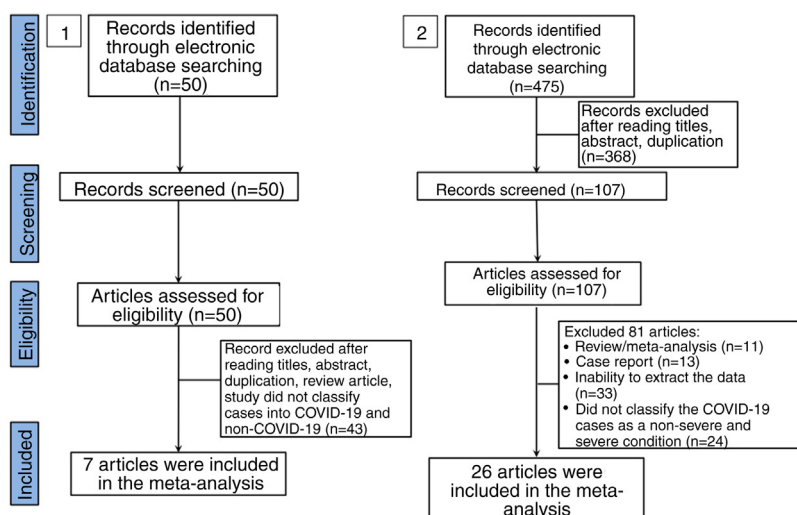 Identification
1
Records identified
through electronic
database searching
(n=50)
Screening
Records screened (n=50)
Eligibility
Articles assessed for
eligibility (n=50)
Record excluded after
reading titles, abstract,
duplication, review article,
study did not classify
cases into COVID-19 and
non-COVID-19 (n=43)
Included
7 articles were included
in the meta-analysis
2
Records identified
through electronic
database searching
(n=475)
Records excluded
after reading titles,
abstract, duplication
(n=368)
Records screened (n=107)
Articles assessed for
eligibility (n=107)
Excluded 81 articles:
• Review/meta-analysis (n=11)
• Case report (n=13)
• Inability to extract the data
(n=33)
• Did not classify the COVID-19
cases as a non-severe and
severe condition (n=24)
26 articles were
included in the meta-
analysis